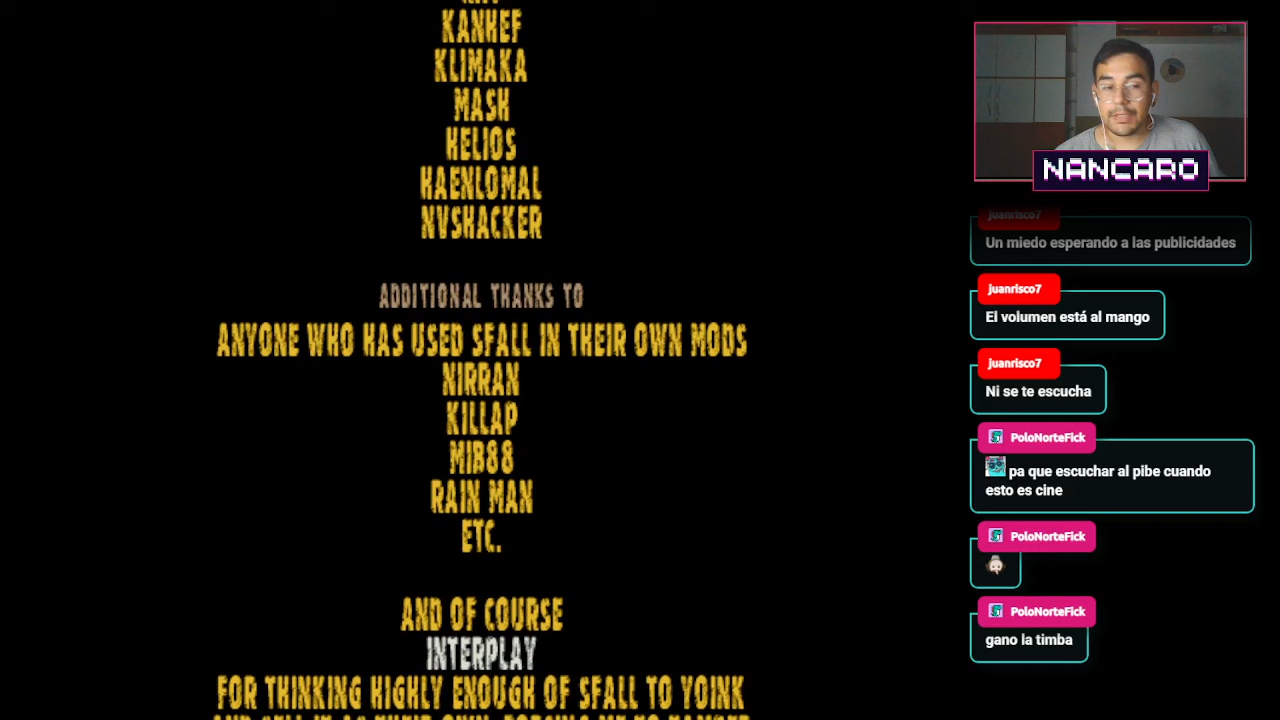 KANHEF
KLIMAKA
MASH
HELIOS
HAENLOMAL
NVSHACKER
ADDITIONAL THANKS TO
ANYONE WHO HAS USED SFALL IN THEIR OWN MODS
NIRRAN
KILLAP
MIB88
RAIN MAN
ETC.
AND OF COURSE
INTERPLAY
FOR THINKING HIGHLY ENOUGH OF SFALL TO YOINK
NANCARO
juanrisco7
Un miedo esperando a las publicidades
juanrisco7
El volumen está al mango
juanrisco7
Ni se te escucha
PoloNorteFick
pa que escuchar al pibe cuando
esto es cine
PoloNorteFick
PoloNorteFick
gano la timba